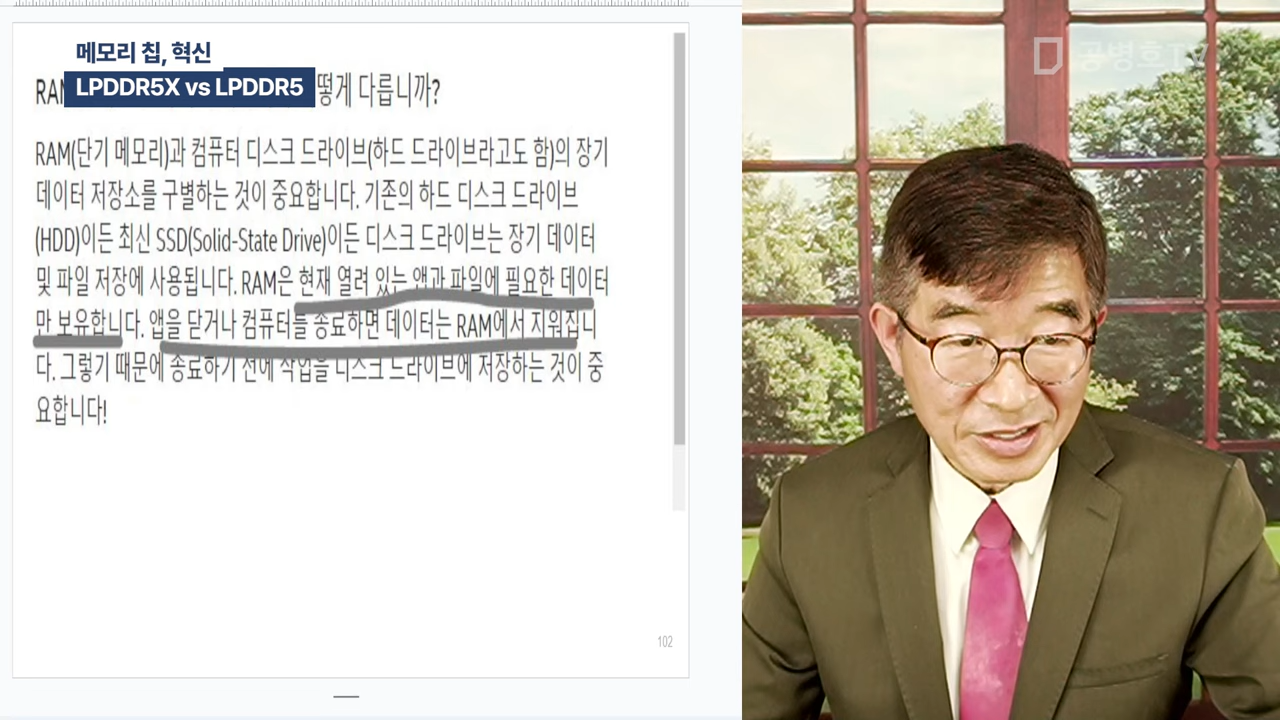 메모리 칩, 혁신
LPDDR5X vs LPDDR5
떻게 다릅니까?
RAM(단기 메모리)과 컴퓨터 디스크 드라이브(하드 드라이브라고도 함)의 장기
데이터 저장소를 구별하는 것이 중요합니다. 기존의 하드 디스크 드라이브
(HDD)이든 최신 SSD(Solid-State Drive)이든 디스크 드라이브는 장기 데이터
및 파일 저장에 사용됩니다. RAM은 현재 열려 있는 앱과 파일에 필요한 데이터
만 보유합니다. 앱을 닫거나 컴퓨터를 종료하면 데이터는 RAM에서 지워집니
다. 그렇기 때문에 종료하기 전에 작업을 디스크 드라이브에 저장하는 것이 중
요합니다!
102
공병호TV